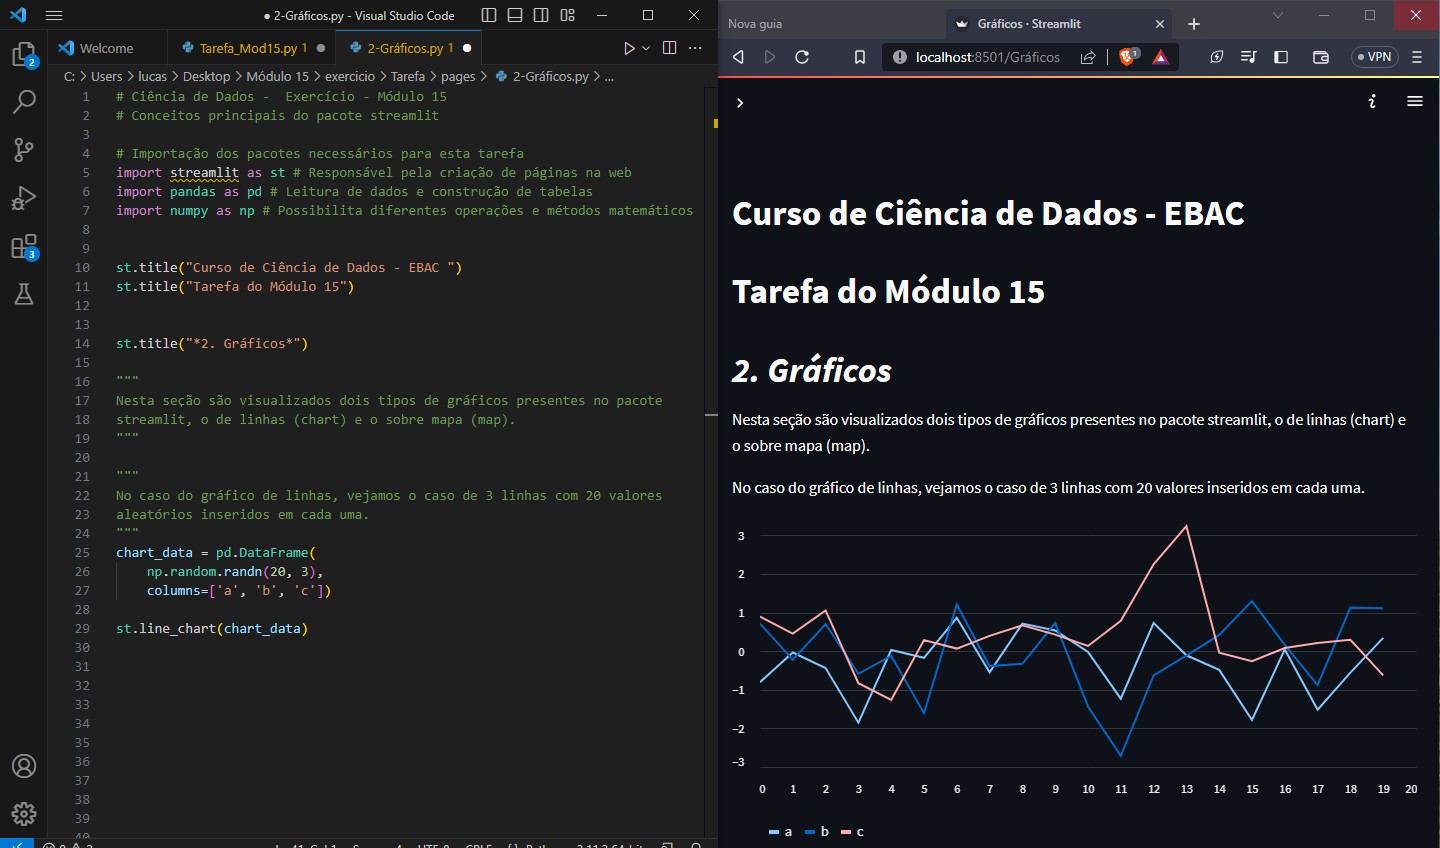 2-Gráficos.py - Visual Studio Code
Welcome
Tarefa_Mod15.py 1
2-Gráficos.py 1
C: > Users > lucas > Desktop > Módulo 15 > exercicio > Tarefa > pages > 2-Gráficos.py > ...
2
3
1 # Ciência de Dados -  Exercício - Módulo 15
2 # Conceitos principais do pacote streamlit
3
4 # Importação dos pacotes necessários para esta tarefa
5 import streamlit as st # Responsável pela criação de páginas na web
6 import pandas as pd # Leitura de dados e construção de tabelas
7 import numpy as np # Possibilita diferentes operações e métodos matemáticos
8
9
10 st.title("Curso de Ciência de Dados - EBAC ")
11 st.title("Tarefa do Módulo 15")
12
13
14 st.title("*2. Gráficos*")
15
16 """
17 Nesta seção são visualizados dois tipos de gráficos presentes no pacote
18 streamlit, o de linhas (chart) e o sobre mapa (map).
19 """
20
21 """
22 No caso do gráfico de linhas, vejamos o caso de 3 linhas com 20 valores
23 aleatórios inseridos em cada uma.
24 """
25 chart_data = pd.DataFrame(
26     np.random.randn(20, 3),
27     columns=['a', 'b', 'c'])
28
29 st.line_chart(chart_data)
30
31
32
33
34
35
36
37
38
39
Nova guia
Gráficos · Streamlit
localhost:8501/Gráficos
1
VPN
Curso de Ciência de Dados - EBAC
Tarefa do Módulo 15
2. Gráficos
Nesta seção são visualizados dois tipos de gráficos presentes no pacote streamlit, o de linhas (chart) e
o sobre mapa (map).
No caso do gráfico de linhas, vejamos o caso de 3 linhas com 20 valores inseridos em cada uma.
3
2
1
0
−1
−2
−3
0 1 2 3 4 5 6 7 8 9 10 11 12 13 14 15 16 17 18 19 20
a b c